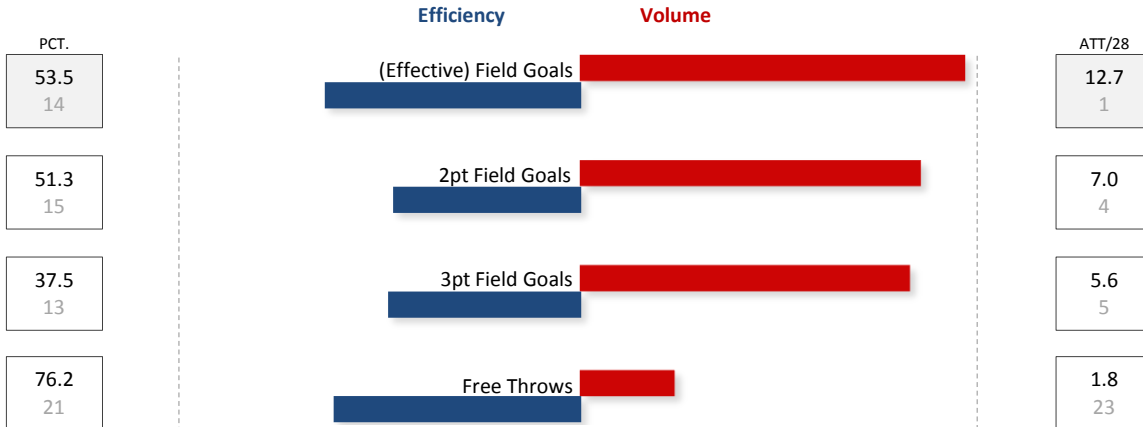 Efficiency Volume
PCT. ATT/28
(Effective) Field Goals
53.5 12.7
14 1
2pt Field Goals
51.3 7.0
15 4
3pt Field Goals
37.5 5.6
13 5
Free Throws
76.2 1.8
21 23